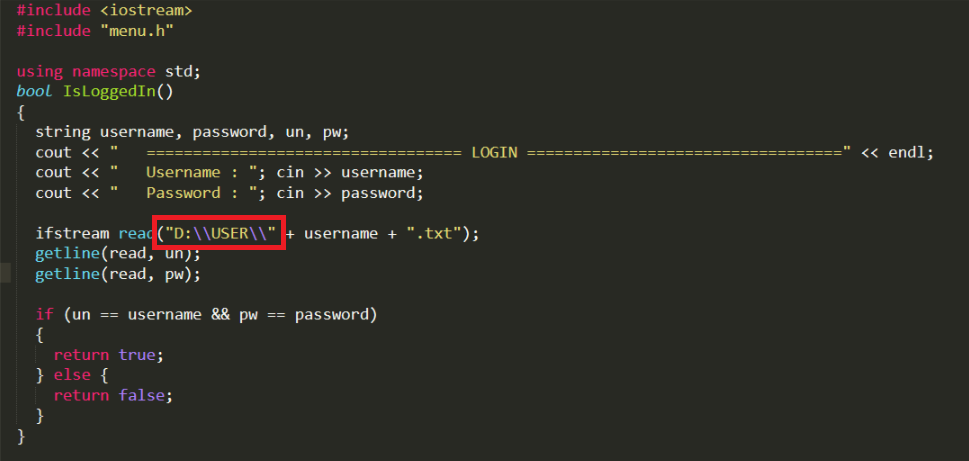 #include <iostream>
#include "menu.h"
using namespace std;
bool IsLoggedIn()
{
string username, password, un, pw;
cout << "   ================================== LOGIN ==================================" << endl;
cout << "   Username : "; cin >> username;
cout << "   Password : "; cin >> password;
ifstream read("D:\\USER\\" + username + ".txt");
getline(read, un);
getline(read, pw);
if (un == username && pw == password)
{
return true;
} else {
return false;
}
}